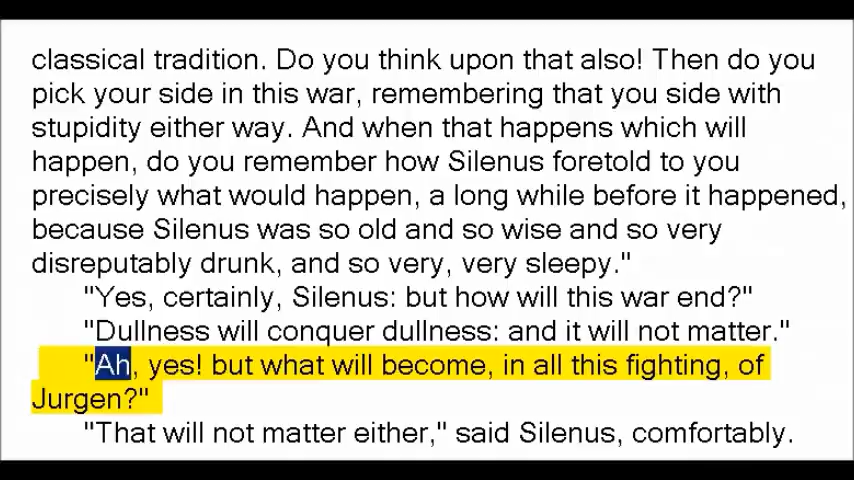 classical tradition. Do you think upon that also! Then do you
pick your side in this war, remembering that you side with
stupidity either way. And when that happens which will
happen, do you remember how Silenus foretold to you
precisely what would happen, a long while before it happened,
because Silenus was so old and so wise and so very
disreputably drunk, and so very, very sleepy."
"Yes, certainly, Silenus: but how will this war end?"
"Dullness will conquer dullness: and it will not matter."
"Ah, yes! but what will become, in all this fighting, of
Jurgen?"
"That will not matter either," said Silenus, comfortably.